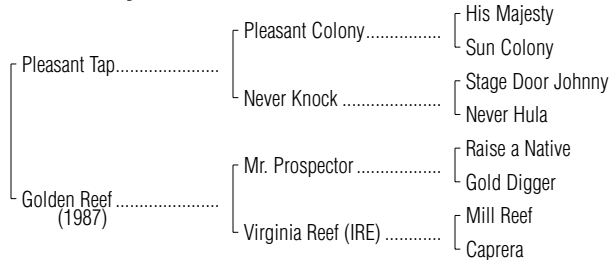 His Majesty
Pleasant Colony................
Sun Colony
Pleasant Tap.....................
Stage Door Johnny
Never Knock .....................
Never Hula
Raise a Native
Mr. Prospector ..................
Gold Digger
Golden Reef .....................
(1987)
Mill Reef
Virginia Reef (IRE) ............
Caprera